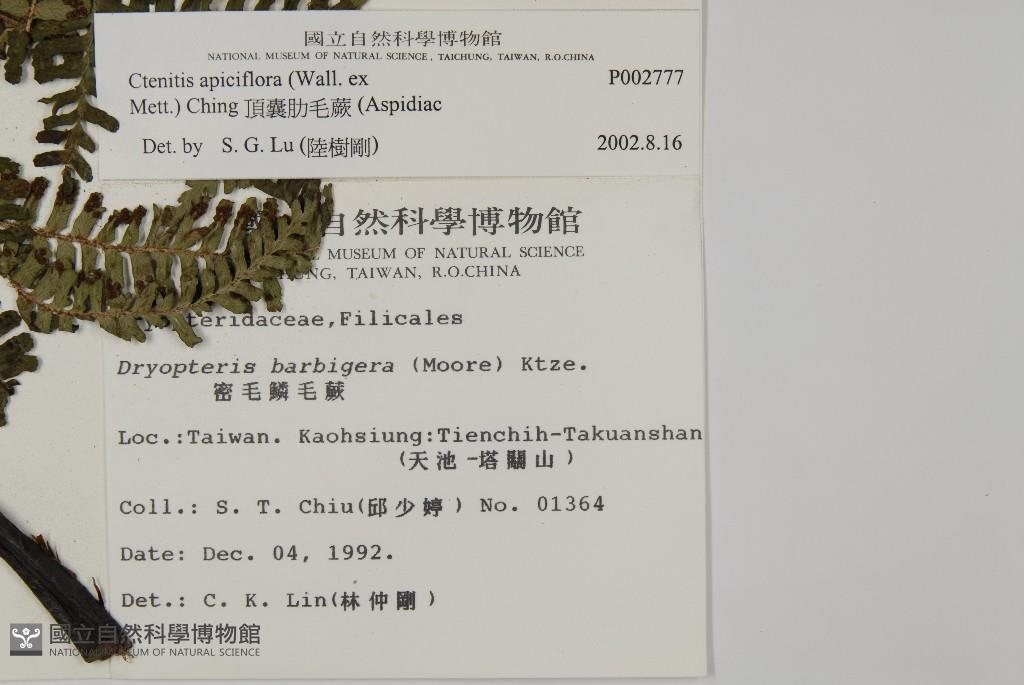 國立自然科學博物館
NATIONAL MUSEUM OF NATURAL SCIENCE, TAICHUNG, TAIWAN, R.O.CHINA
Ctenitis apiciflora (Wall. ex P002777
Mett.) Ching 頂囊肋毛蕨 (Aspidiac
Det. by S. G. Lu (陸樹剛) 2002.8.16
自然科學博物館
MUSEUM OF NATURAL SCIENCE
TAIWAN, R.O.CHINA
teridaceae,Filicales
Dryopteris barbigera (Moore) Ktze.
密毛鱗毛蕨
Loc.:Taiwan. Kaohsiung:Tienchih-Takuanshan
(天池-塔關山)
Coll.: S. T. Chiu(邱少婷) No. 01364
Date: Dec. 04, 1992.
Det.: C. K. Lin(林仲剛)
國立自然科學博物館
NATIONAL MUSEUM OF NATURAL SCIENCE